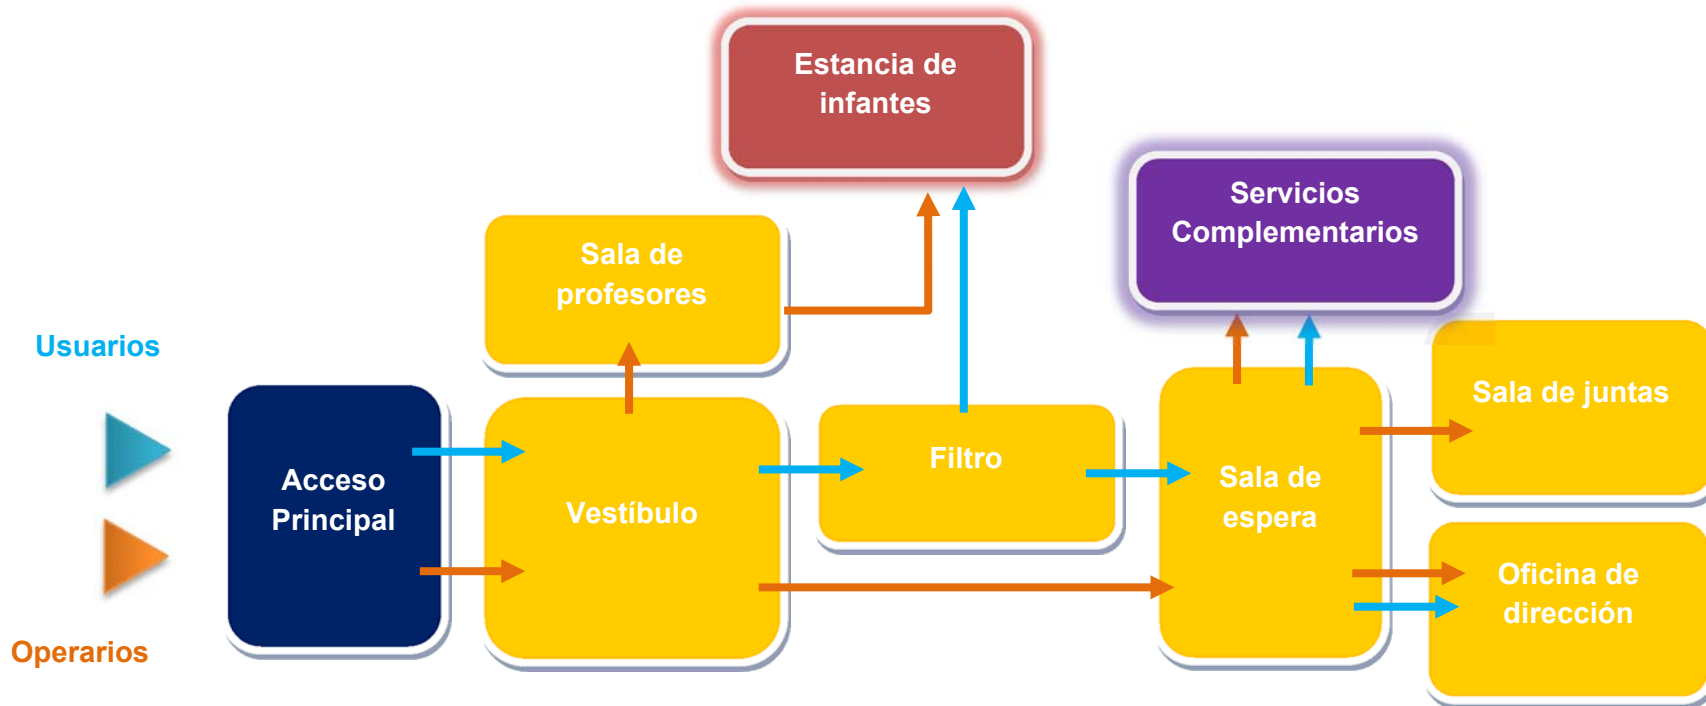 Estancia de
infantes
Servicios
Complementarios
Sala de
profesores
Usuarios
Sala de juntas
Acceso
Principal
Vestíbulo
Filtro
Sala de
espera
Oficina de
dirección
Operarios